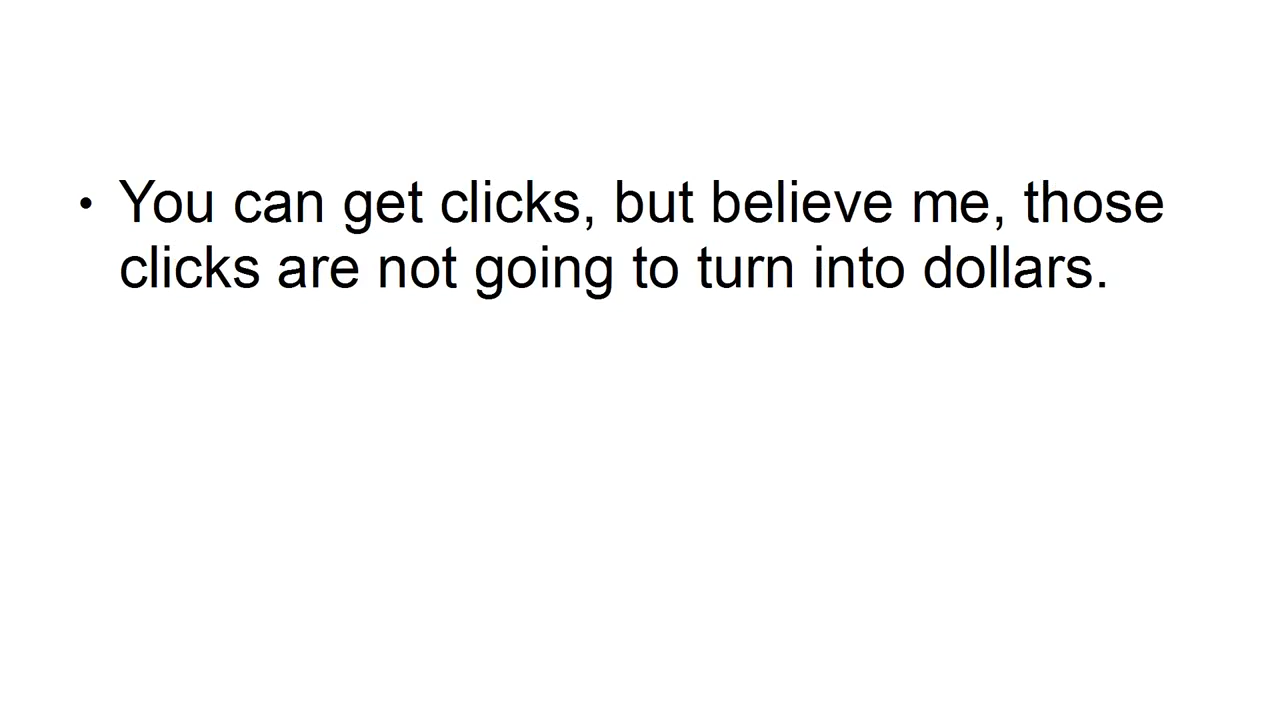 • You can get clicks, but believe me, those
clicks are not going to turn into dollars.